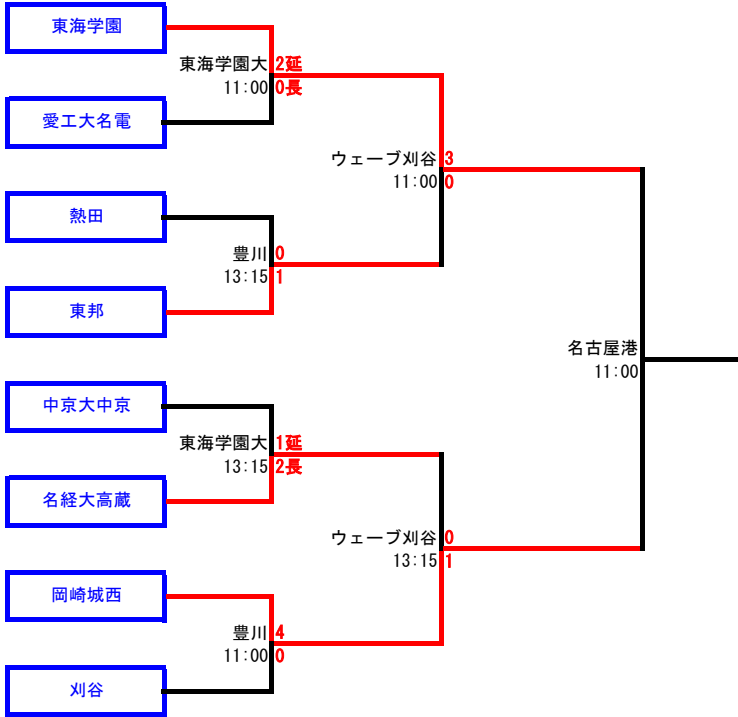 東海学園
東海学園大 2延
11:00 0長
愛工大名電
ウェーブ刈谷 3
11:00 0
熱田
豊川 0
13:15 1
東邦
名古屋港
11:00
中京大中京
東海学園大 1延
13:15 2長
名経大高蔵
ウェーブ刈谷 0
13:15 1
岡崎城西
豊川 4
11:00 0
刈谷